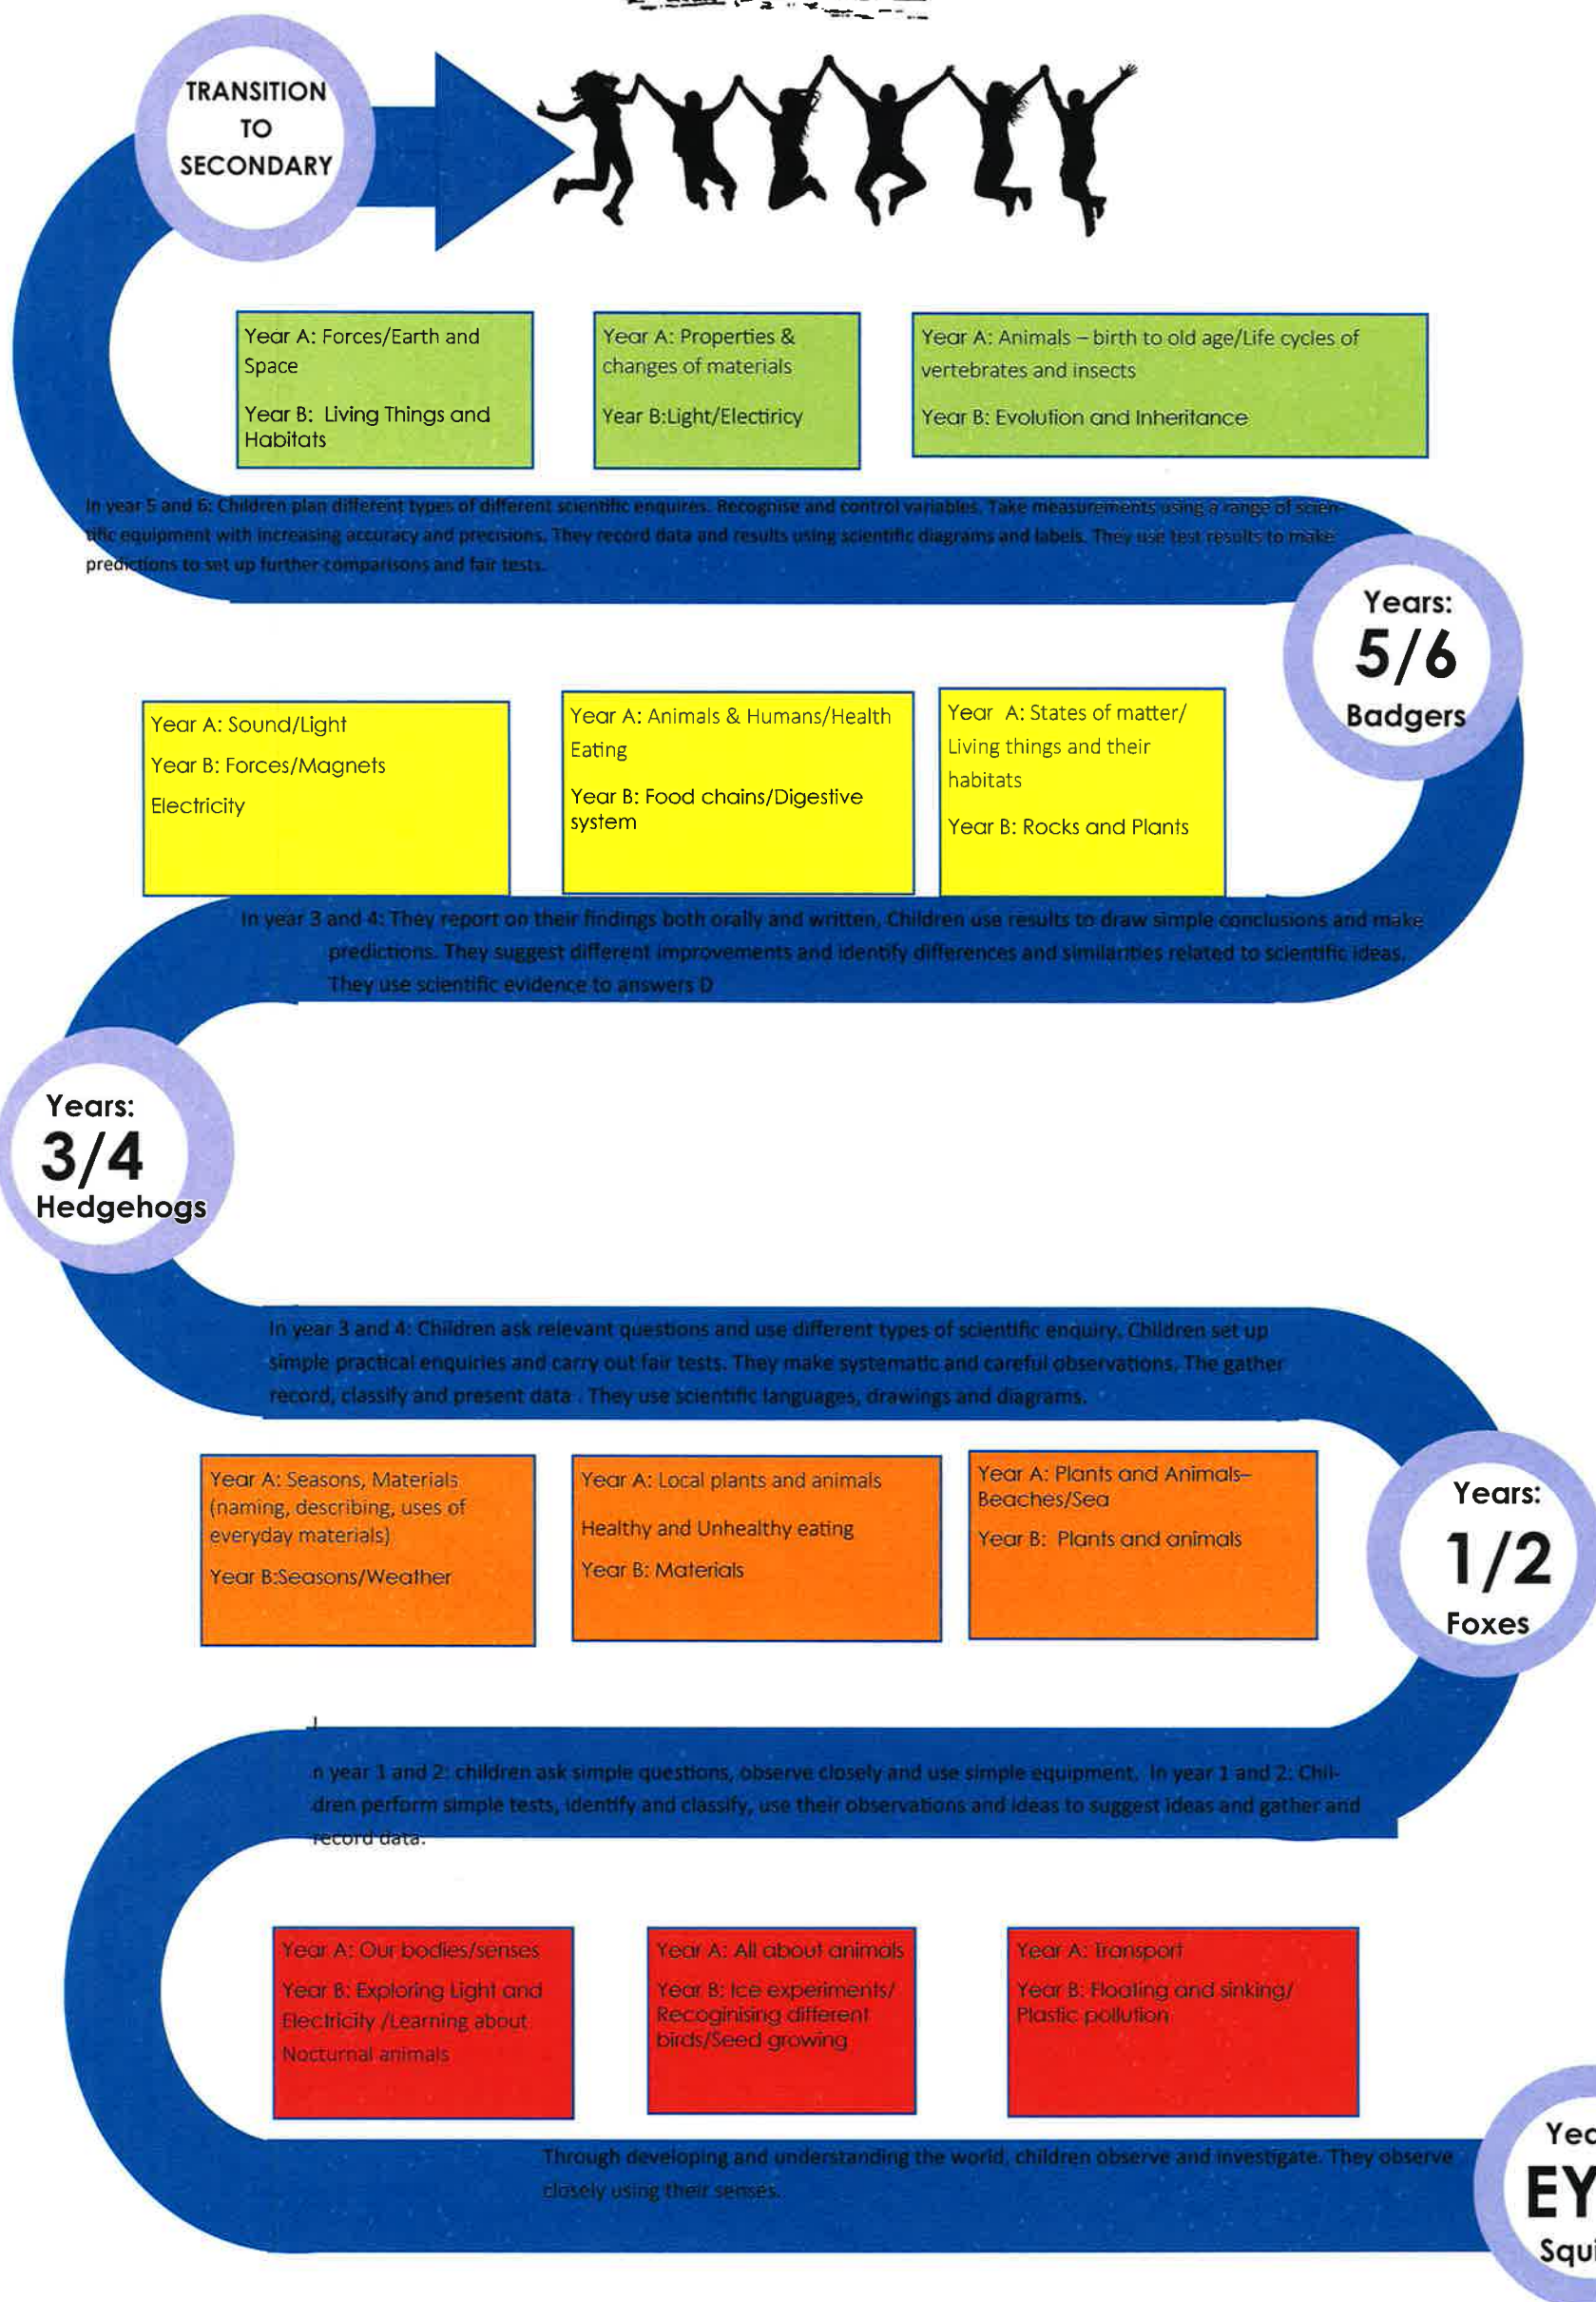 TRANSITION
TO
SECONDARY
Year A: Forces/Earth and
Space
Year B: Living Things and
Habitats
Year A: Properties &
changes of materials
Year B:Light/Electiricy
Year A: Animals – birth to old age/Life cycles of
vertebrates and insects
Year B: Evolution and Inheritance
In year 5 and 6: Children plan different types of different scientific enquires. Recognise and control variables. Take measurements using a range of scien-
tific equipment with increasing accuracy and precisions. They record data and results using scientific diagrams and labels. They use test results to make
predictions to set up further comparisons and fair tests.
Years:
5/6
Badgers
Year A: Sound/Light
Year B: Forces/Magnets
Electricity
Year A: Animals & Humans/Health
Eating
Year B: Food chains/Digestive
system
Year A: States of matter/
Living things and their
habitats
Year B: Rocks and Plants
In year 3 and 4: They report on their findings both orally and written, Children use results to draw simple conclusions and make
predictions. They suggest different improvements and identify differences and similarities related to scientific ideas.
They use scientific evidence to answers D
Years:
3/4
Hedgehogs
In year 3 and 4: Children ask relevant questions and use different types of scientific enquiry. Children set up
simple practical enquiries and carry out fair tests. They make systematic and careful observations. The gather
record, classify and present data . They use scientific languages, drawings and diagrams.
Year A: Seasons, Materials
(naming, describing, uses of
everyday materials)
Year B:Seasons/Weather
Year A: Local plants and animals
Healthy and Unhealthy eating
Year B: Materials
Year A: Plants and Animals–
Beaches/Sea
Year B: Plants and animals
Years:
1/2
Foxes
n year 1 and 2: children ask simple questions, observe closely and use simple equipment. In year 1 and 2: Chil-
dren perform simple tests, identify and classify, use their observations and ideas to suggest ideas and gather and
record data.
Year A: Our bodies/senses
Year B: Exploring Light and
Electricity /Learning about
Nocturnal animals
Year A: All about animals
Year B: Ice experiments/
Recoginising different
birds/Seed growing
Year A: Transport
Year B: Floating and sinking/
Plastic pollution
Through developing and understanding the world, children observe and investigate. They observe
closely using their senses.
Yea
EY
Squi